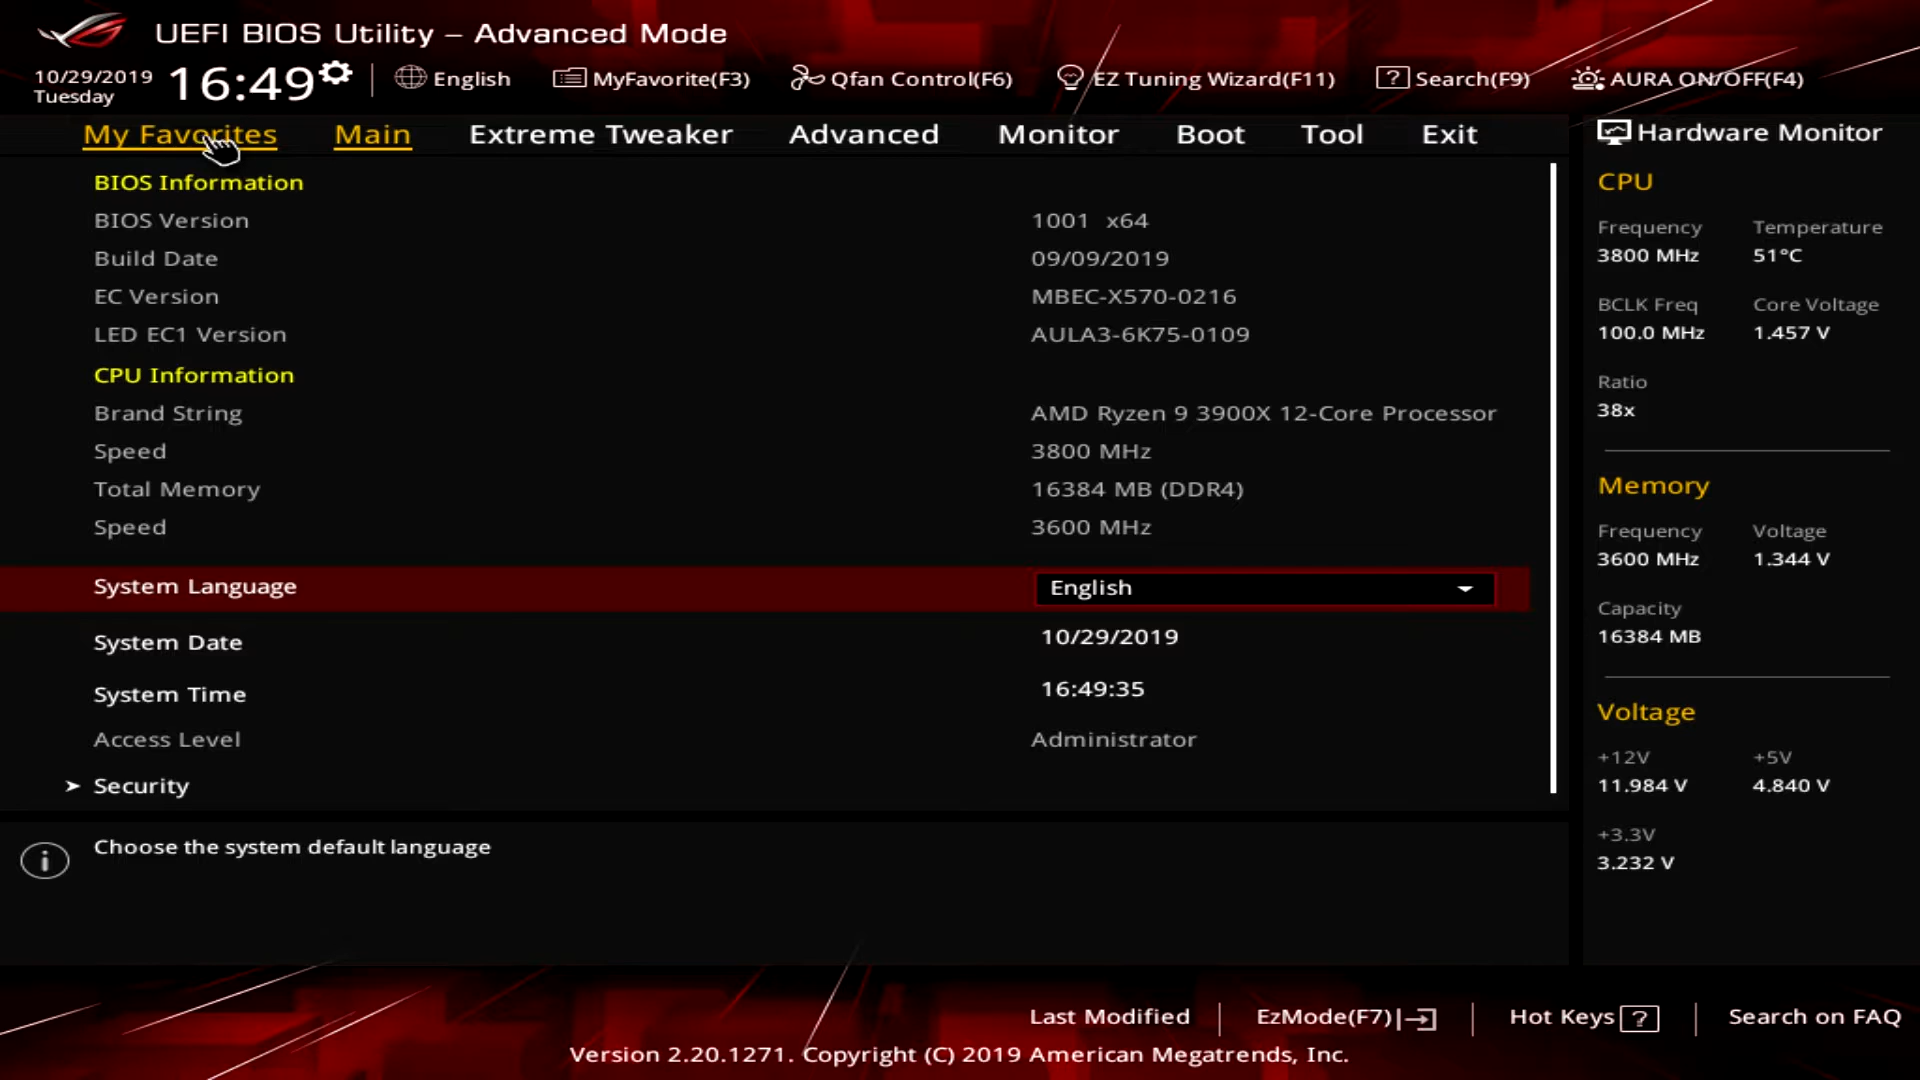 UEFI BIOS Utility – Advanced Mode
10/29/2019
Tuesday
16:49
English
MyFavorite(F3)
Qfan Control(F6)
EZ Tuning Wizard(F11)
? Search(F9)
AURA ON/OFF(F4)
My Favorites
Main
Extreme Tweaker
Advanced
Monitor
Boot
Tool
Exit
BIOS Information
BIOS Version 1001 x64
Build Date 09/09/2019
EC Version MBEC-X570-0216
LED EC1 Version AULA3-6K75-0109
CPU Information
Brand String AMD Ryzen 9 3900X 12-Core Processor
Speed 3800 MHz
Total Memory 16384 MB (DDR4)
Speed 3600 MHz
System Language English
System Date 10/29/2019
System Time 16:49:35
Access Level Administrator
Security
i Choose the system default language
Hardware Monitor
CPU
Frequency Temperature
3800 MHz 51°C
BCLK Freq Core Voltage
100.0 MHz 1.457 V
Ratio
38x
Memory
Frequency Voltage
3600 MHz 1.344 V
Capacity
16384 MB
Voltage
+12V +5V
11.984 V 4.840 V
+3.3V
3.232 V
Last Modified
EzMode(F7)
Hot Keys ?
Search on FAQ
Version 2.20.1271. Copyright (C) 2019 American Megatrends, Inc.